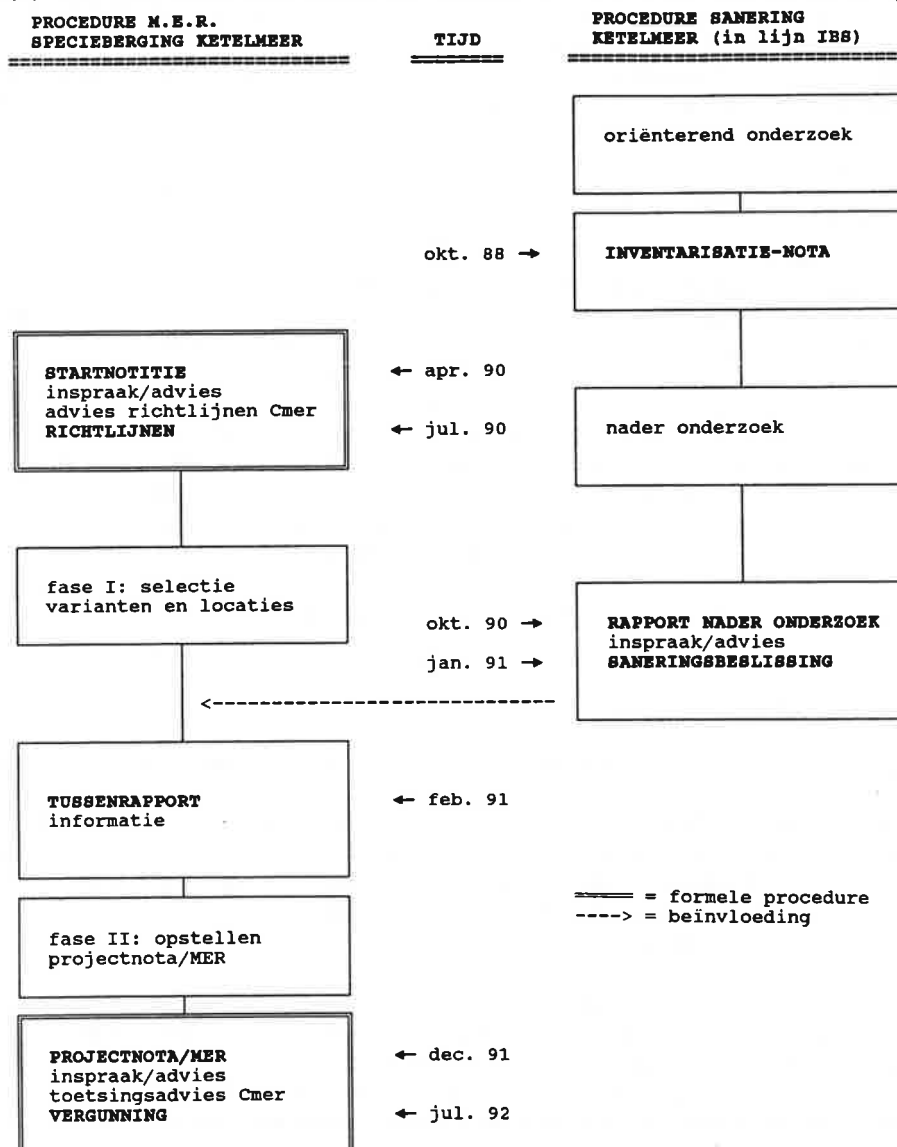 PROCEDURE M.E.R.
SPECIEBERGING KETELMEER
TIJD
PROCEDURE SANERING
KETELMEER (in lijn IBS)
oriënterend onderzoek
okt. 88 →
INVENTARISATIE-NOTA
STARTNOTITIE
inspraak/advies
advies richtlijnen Cmer
RICHTLIJNEN
← apr. 90
← jul. 90
nader onderzoek
fase I: selectie
varianten en locaties
okt. 90 →
jan. 91 →
RAPPORT NADER ONDERZOEK
inspraak/advies
SANERINGSBESLISSING
<------------------------------
TUSSENRAPPORT
informatie
← feb. 91
===== = formele procedure
----> = beïnvloeding
fase II: opstellen
projectnota/MER
PROJECTNOTA/MER
inspraak/advies
toetsingsadvies Cmer
VERGUNNING
← dec. 91
← jul. 92